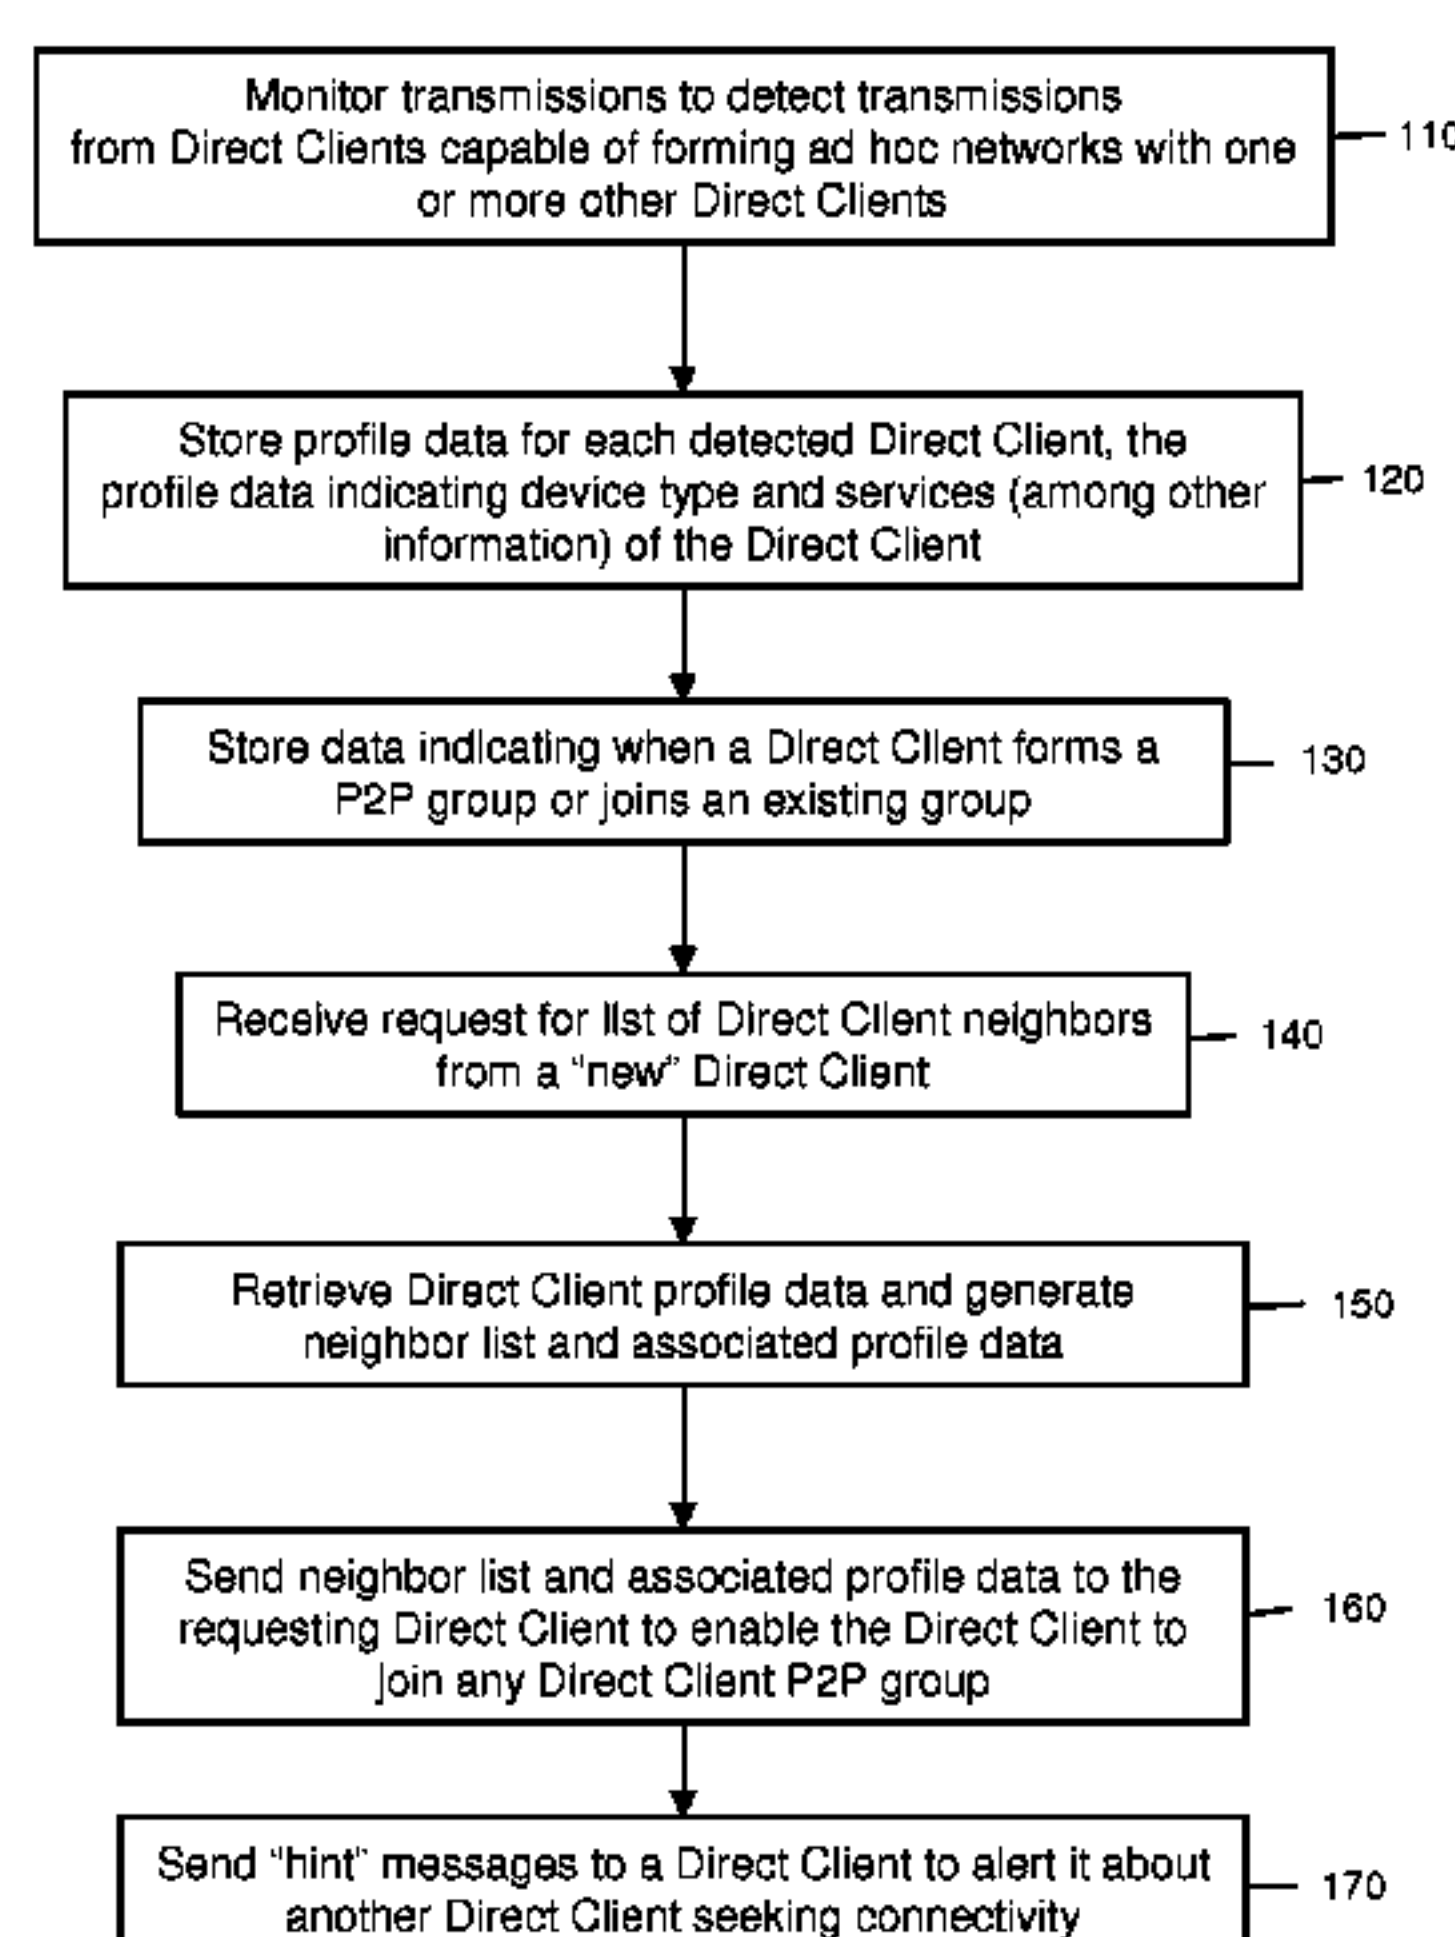 Monitor transmissions to detect transmissions
from Direct Clients capable of forming ad hoc networks with one
or more other Direct Clients
110
Store profile data for each detected Direct Client, the
profile data indicating device type and services (among other
information) of the Direct Client
120
Store data indicating when a Direct Client forms a
P2P group or joins an existing group
130
Receive request for list of Direct Client neighbors
from a “new” Direct Client
140
Retrieve Direct Client profile data and generate
neighbor list and associated profile data
150
Send neighbor list and associated profile data to the
requesting Direct Client to enable the Direct Client to
join any Direct Client P2P group
160
Send “hint” messages to a Direct Client to alert it about
another Direct Client seeking connectivity
170